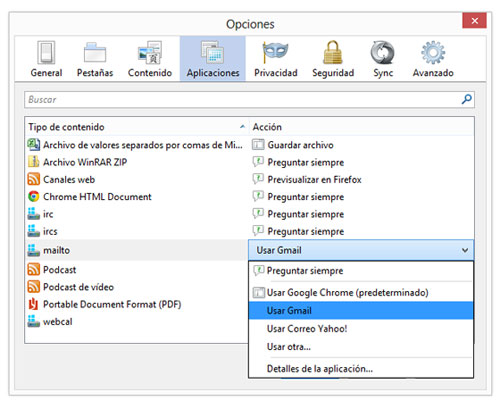 Opciones
General Pestañas Contenido Aplicaciones Privacidad Seguridad Sync Avanzado
Buscar
Tipo de contenido Acción
Archivo de valores separados por comas de Mi... Guardar archivo
Archivo WinRAR ZIP Preguntar siempre
Canales web Previsualizar en Firefox
Chrome HTML Document Preguntar siempre
irc Preguntar siempre
ircs Preguntar siempre
mailto Usar Gmail
Podcast Preguntar siempre
Podcast de vídeo Usar Google Chrome (predeterminado)
Portable Document Format (PDF) Usar Gmail
webcal Usar Correo Yahoo!
Usar otra...
Detalles de la aplicación...